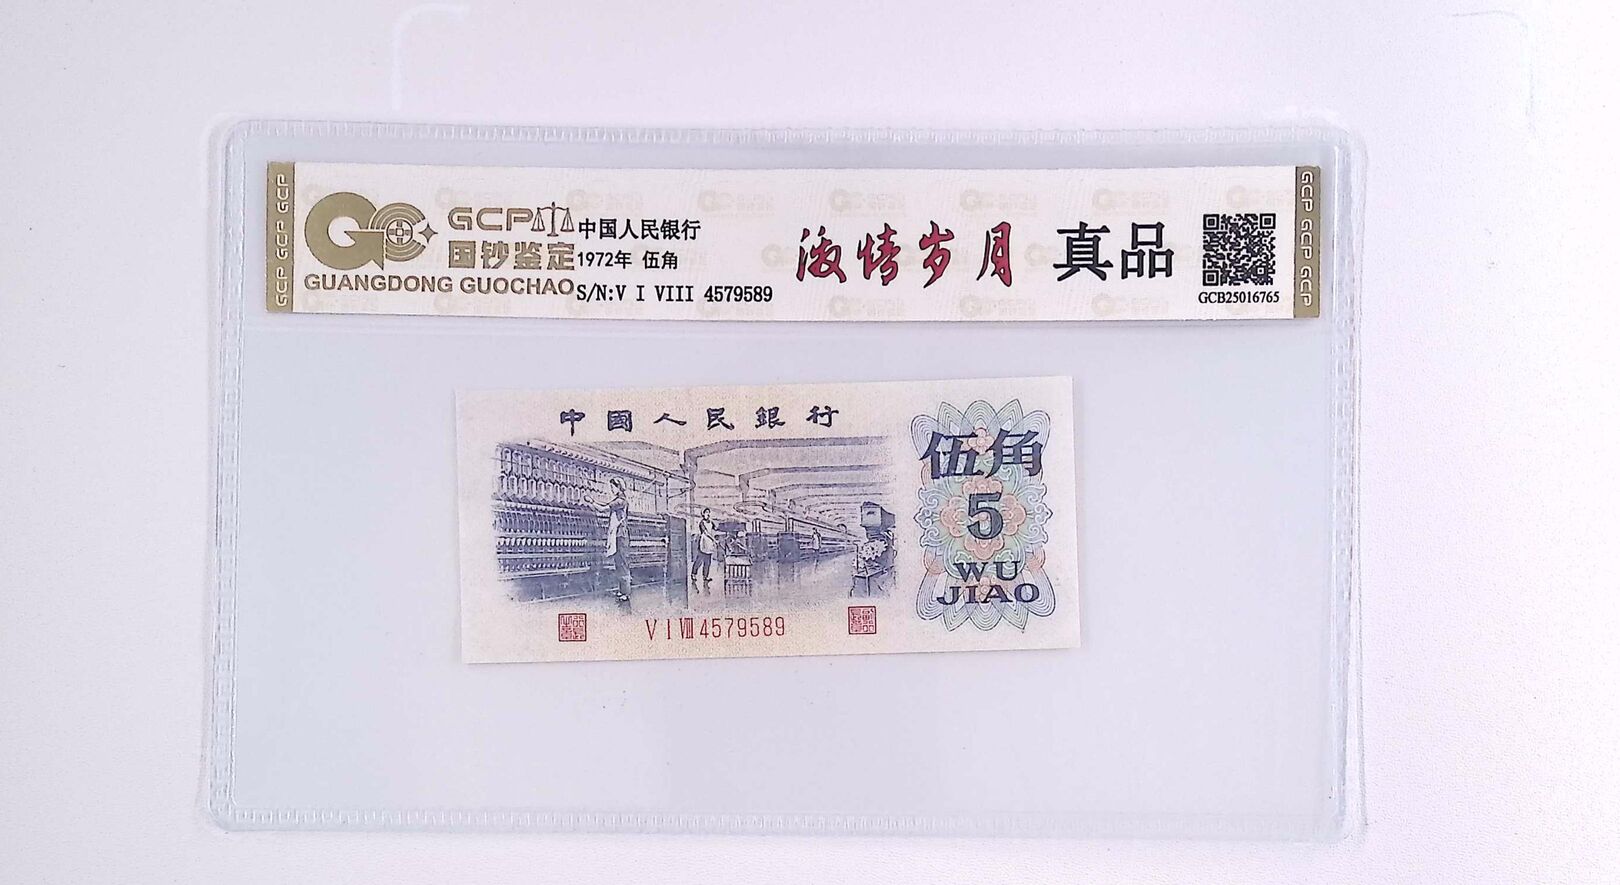 GCP GCP GCP
GCP
国钞鉴定
GUANGDONG GUOCHAO
中国人民银行
1972年 伍角
S/N:V I VIII 4579589
激情岁月
真品
GCB25016765
GCP GCP GCP
中國人民銀行
伍角
5
WU
JIAO
V I VIII 4579589